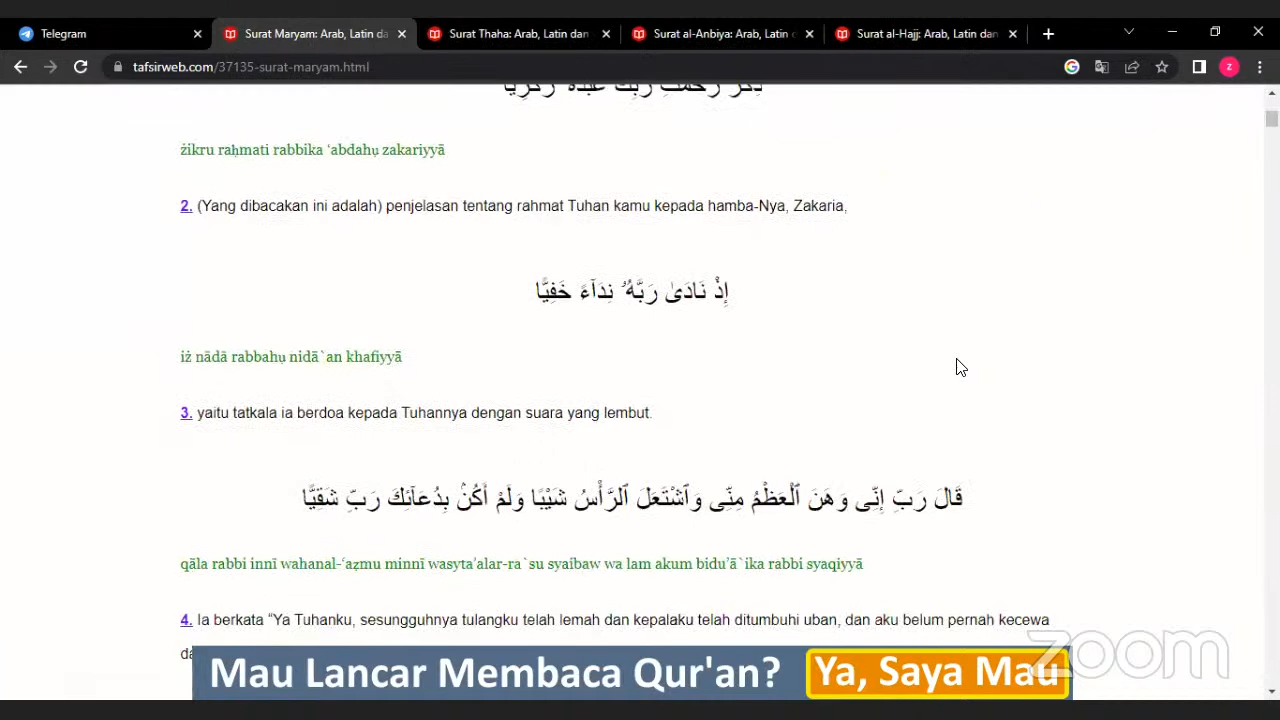 Telegram
Surat Maryam: Arab, Latin da
Surat Thaha: Arab, Latin dan
Surat al-Anbiya: Arab, Latin
Surat al-Hajj: Arab, Latin dan
tafsirweb.com/37135-surat-maryam.html
ذِكْرُ رَحْمَتِ رَبِّكَ عَبْدَهُۥ زَكَرِيَّآ
żikru raḥmati rabbika 'abdahụ zakariyyā
2. (Yang dibacakan ini adalah) penjelasan tentang rahmat Tuhan kamu kepada hamba-Nya, Zakaria,
إِذْ نَادَىٰ رَبَّهُۥ نِدَآءً خَفِيًّا
iż nādā rabbahụ nidā`an khafiyyā
3. yaitu tatkala ia berdoa kepada Tuhannya dengan suara yang lembut.
قَالَ رَبِّ إِنِّى وَهَنَ ٱلْعَظْمُ مِنِّى وَٱشْتَعَلَ ٱلرَّأْسُ شَيْبًا وَلَمْ أَكُنۢ بِدُعَآئِكَ رَبِّ شَقِيًّا
qāla rabbi innī wahanal-'aẓmu minnī wasyta'alar-ra`su syaibaw wa lam akum bidu'ā`ika rabbi syaqiyyā
4. Ia berkata “Ya Tuhanku, sesungguhnya tulangku telah lemah dan kepalaku telah ditumbuhi uban, dan aku belum pernah kecewa
Mau Lancar Membaca Qur'an? Ya, Saya Mau
zoom